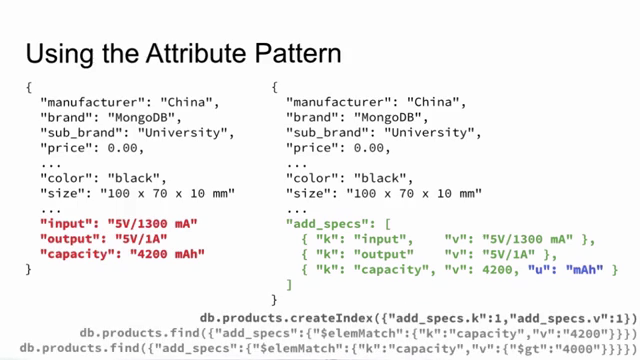 Using the Attribute Pattern
{
"manufacturer": "China",
"brand": "MongoDB",
"sub_brand": "University",
"price": 0.00,
...
"color": "black",
"size": "100 x 70 x 10 mm"
...
"input": "5V/1300 mA"
"output": "5V/1A"
"capacity": "4200 mAh"
}
{
"manufacturer": "China",
"brand": "MongoDB",
"sub_brand": "University",
"price": 0.00,
...
"color": "black",
"size": "100 x 70 x 10 mm"
...
"add_specs": [
{ "k": "input", "v": "5V/1300 mA" },
{ "k": "output" "v": "5V/1A" },
{ "k": "capacity", "v": 4200, "u": "mAh" }
]
}
db.products.createIndex({"add_specs.k":1,"add_specs.v":1})
db.products.find({"add_specs":{"$elemMatch":{"k":"capacity","v":"4200"}}})
db.products.find({"add_specs":{"$elemMatch":{"k":"capacity","v":{"$gt":"4000"}}}})